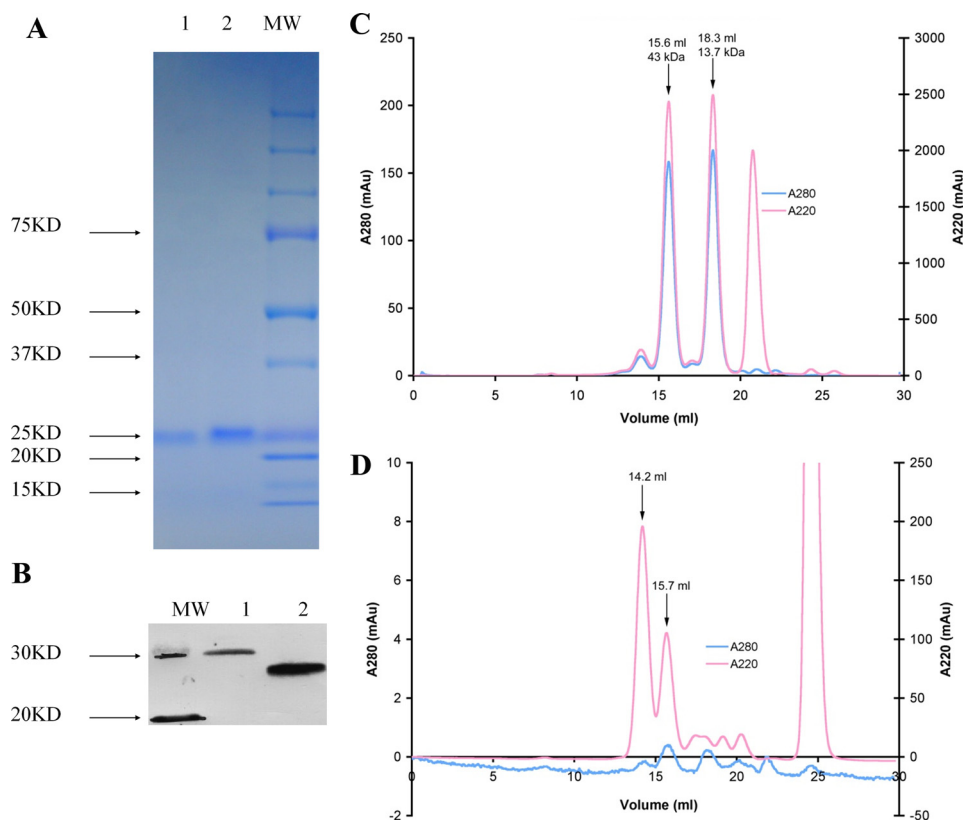 A
1 2 MW
75KD
50KD
37KD
25KD
20KD
15KD
B
MW 1 2
30KD
20KD
C
250
200
150
100
50
0
A280 (mAu)
15.6 ml
43 kDa
18.3 ml
13.7 kDa
A280
A220
3000
2500
2000
1500
1000
500
0
A220 (mAu)
0 5 10 15 20 25 30
Volume (ml)
D
10
8
6
4
2
0
-2
A280 (mAu)
14.2 ml
15.7 ml
A280
A220
250
200
150
100
50
0
-50
A220 (mAu)
0 5 10 15 20 25 30
Volume (ml)